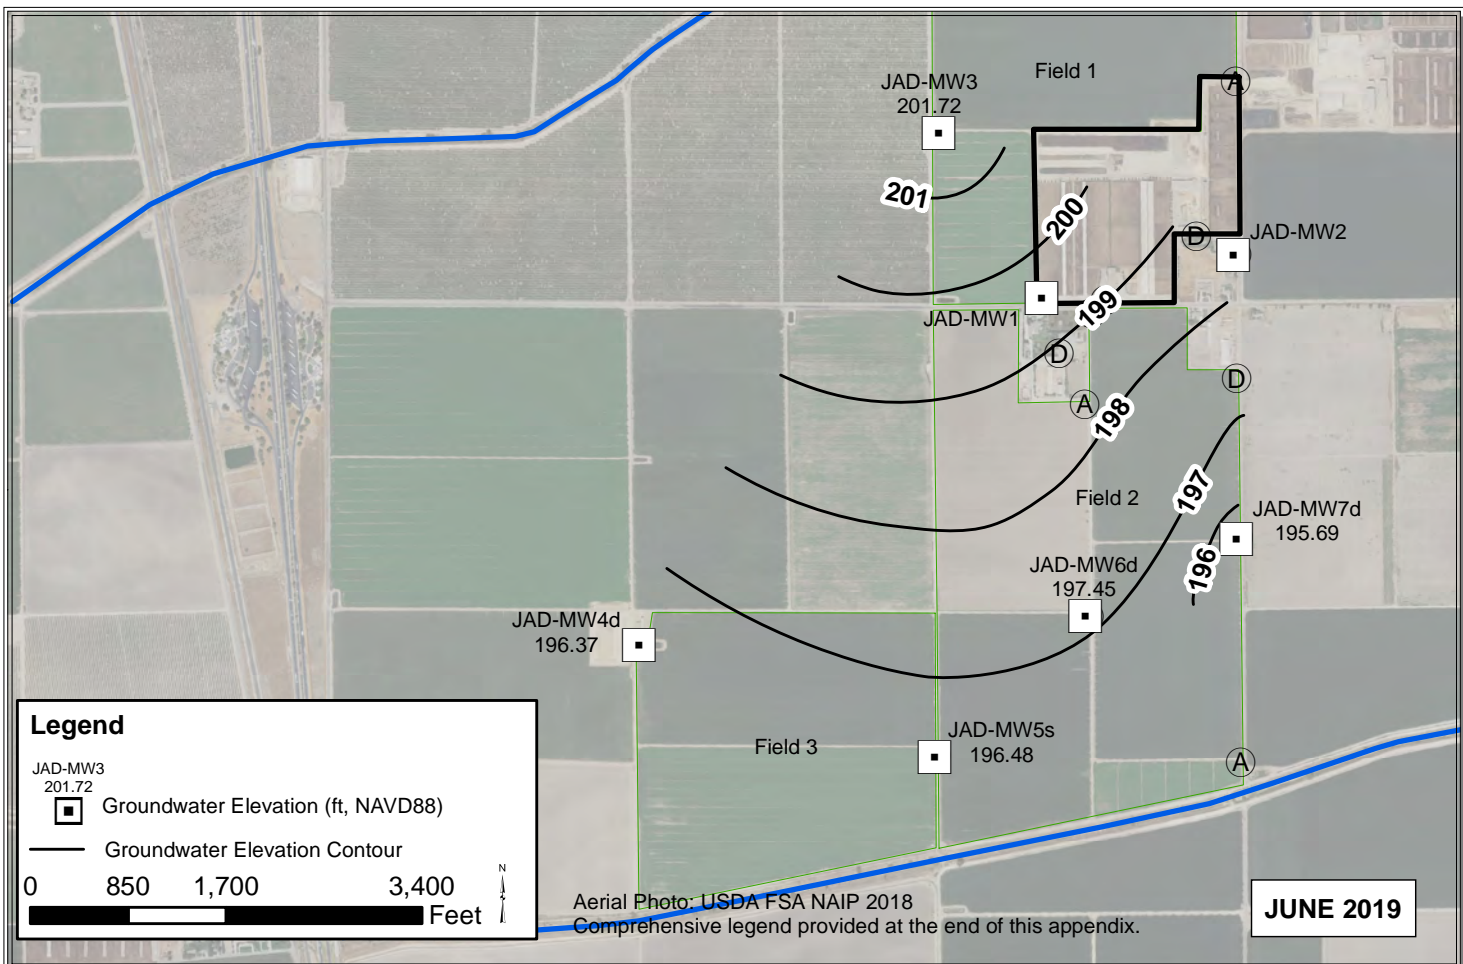 Field 1
JAD-MW3
201.72
A
201
200
D
JAD-MW2
JAD-MW1
199
D
D
A
198
197
Field 2
JAD-MW7d
195.69
196
JAD-MW6d
197.45
JAD-MW4d
196.37
JAD-MW5s
196.48
Field 3
A
Legend
JAD-MW3
201.72
Groundwater Elevation (ft, NAVD88)
Groundwater Elevation Contour
0 850 1,700 3,400
Feet
N
Aerial Photo: USDA FSA NAIP 2018
Comprehensive legend provided at the end of this appendix.
JUNE 2019